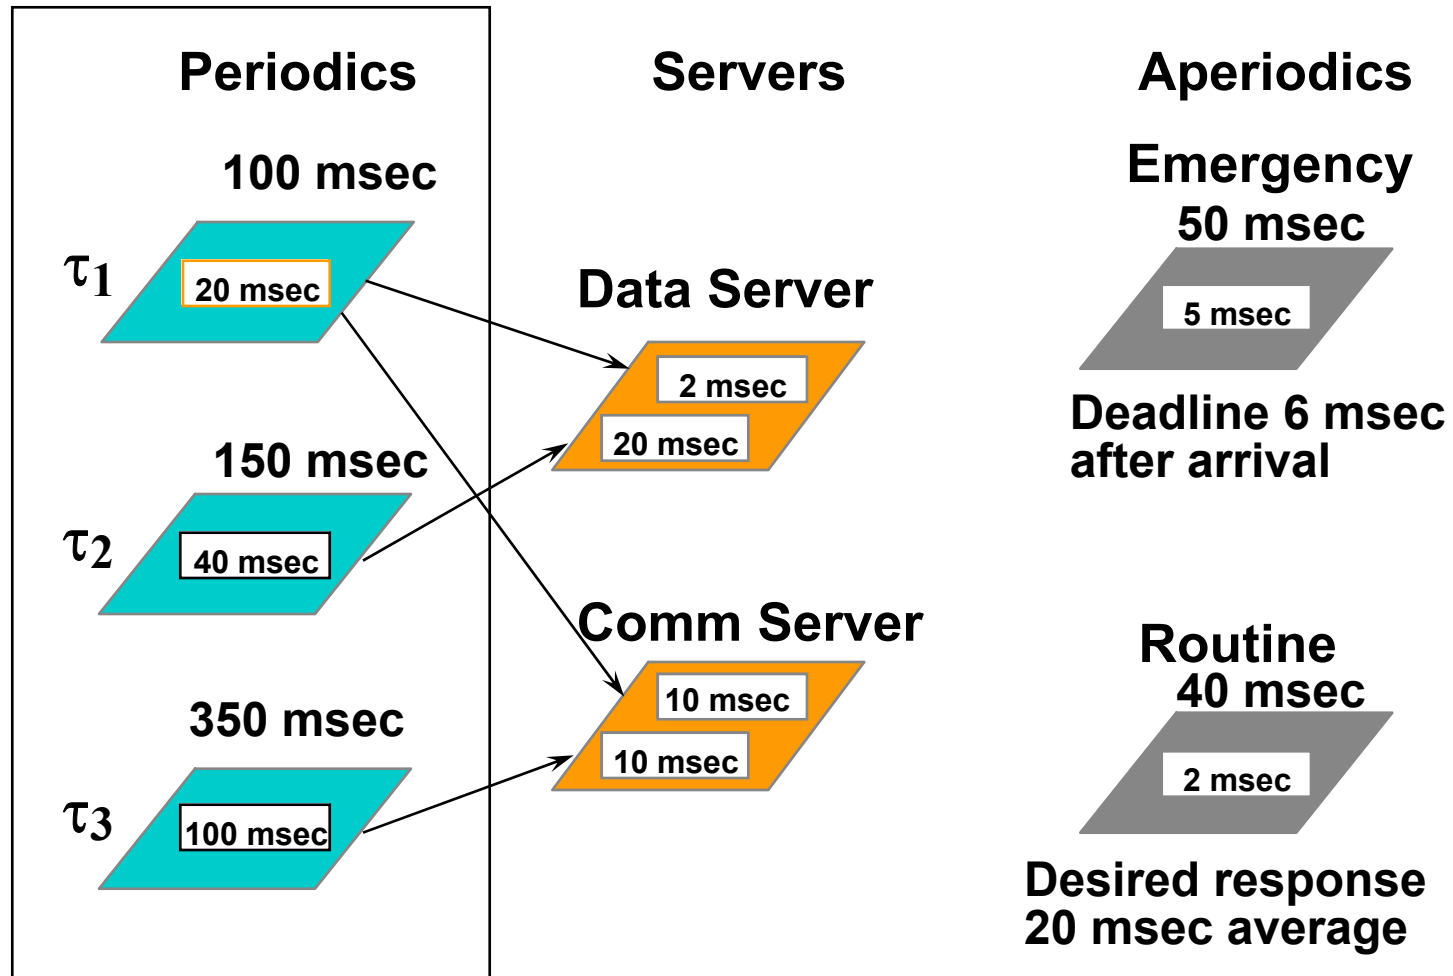 Periodics
100 msec
τ1
20 msec
150 msec
τ2
40 msec
350 msec
τ3
100 msec
Servers
Data Server
2 msec
20 msec
Comm Server
10 msec
10 msec
Aperiodics
Emergency
50 msec
5 msec
Deadline 6 msec
after arrival
Routine
40 msec
2 msec
Desired response
20 msec average